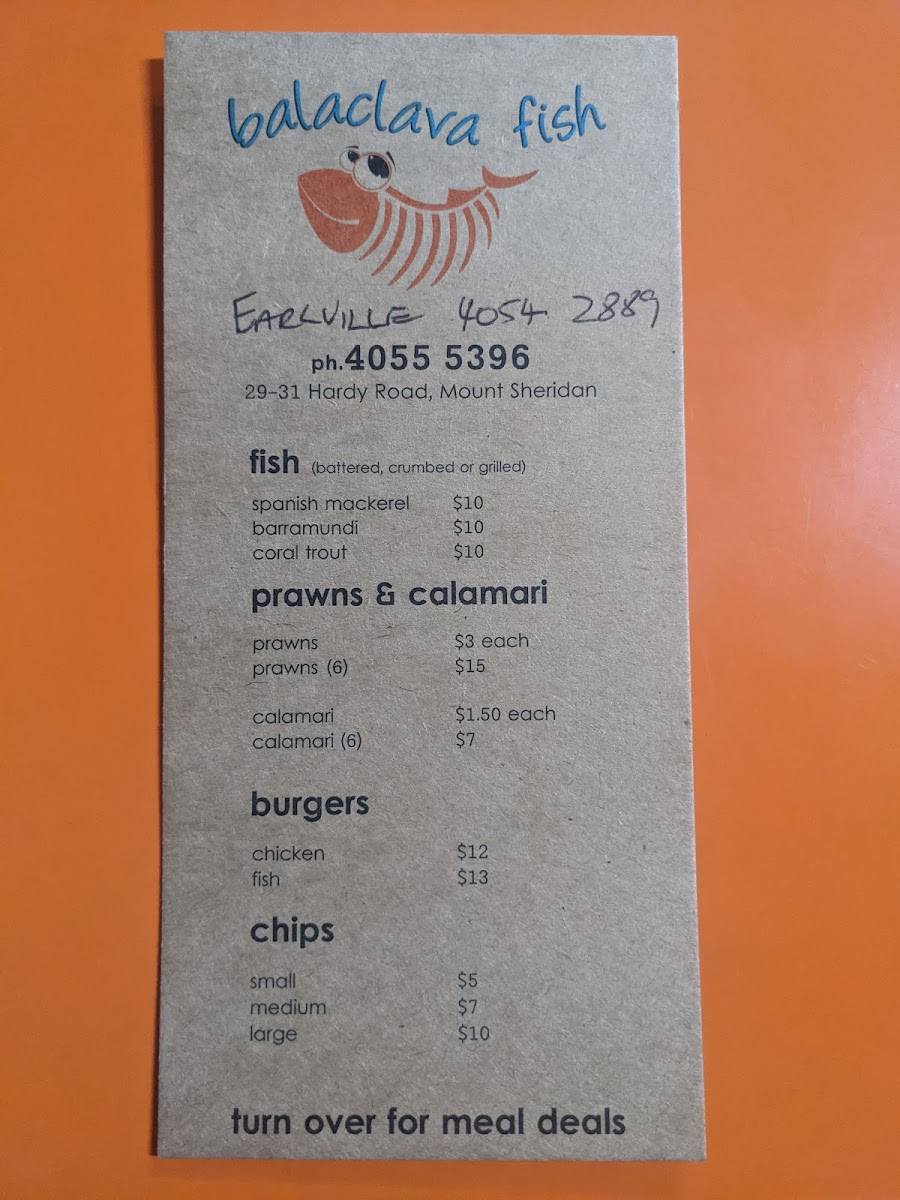 balaclava fish
EARLVILLE 4054 2889
ph.4055 5396
29-31 Hardy Road, Mount Sheridan
fish (battered, crumbed or grilled)
spanish mackerel $10
barramundi $10
coral trout $10
prawns & calamari
prawns $3 each
prawns (6) $15
calamari $1.50 each
calamari (6) $7
burgers
chicken $12
fish $13
chips
small $5
medium $7
large $10
turn over for meal deals